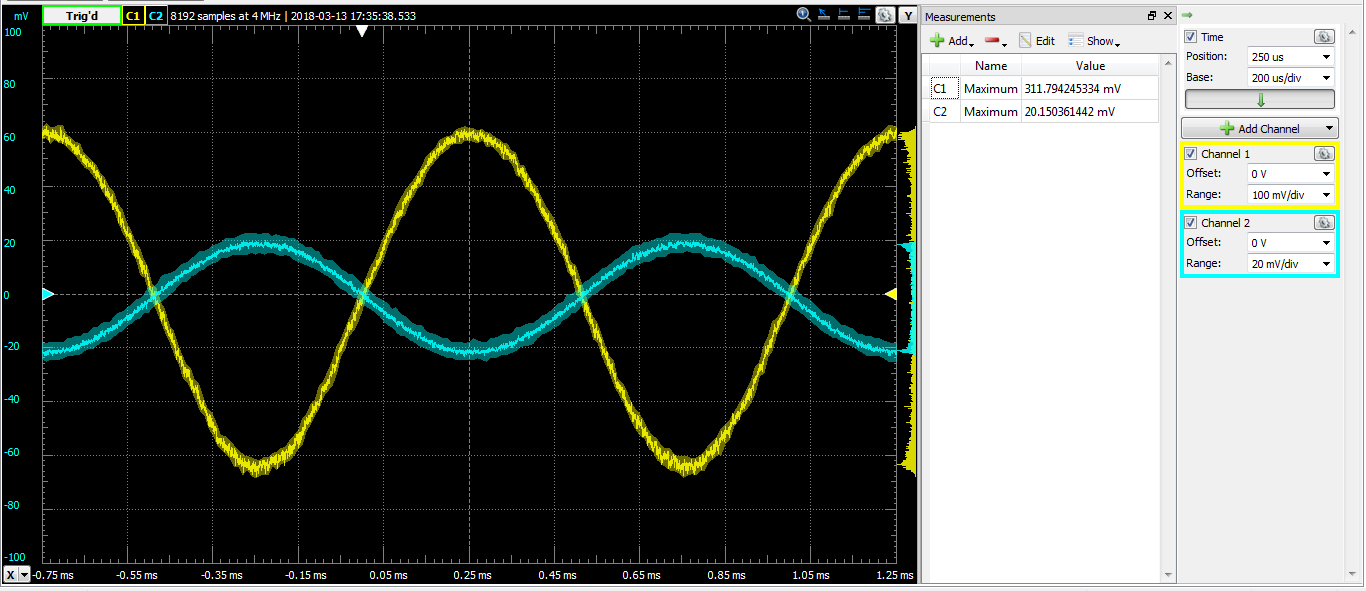 mV Trig'd C1 C2 8192 samples at 4 MHz | 2018-03-13 17:35:38.533 Y
100
80
60
40
20
0
-20
-40
-60
-80
-100
X -0.75 ms -0.55 ms -0.35 ms -0.15 ms 0.05 ms 0.25 ms 0.45 ms 0.65 ms 0.85 ms 1.05 ms 1.25 ms
Measurements
Add Edit Show
Name Value
C1 Maximum 311.794245334 mV
C2 Maximum 20.150361442 mV
Time
Position: 250 us
Base: 200 us/div
Add Channel
Channel 1
Offset: 0 V
Range: 100 mV/div
Channel 2
Offset: 0 V
Range: 20 mV/div